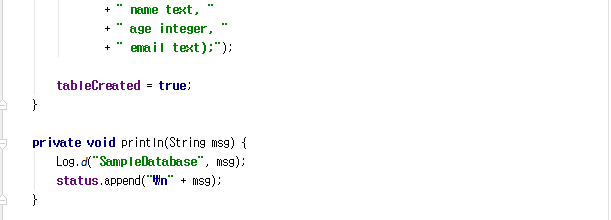 + " name text, "
+ " age integer, "
+ " email text);");
tableCreated = true;
}
private void println(String msg) {
Log.d("SampleDatabase", msg);
status.append("₩n" + msg);
}